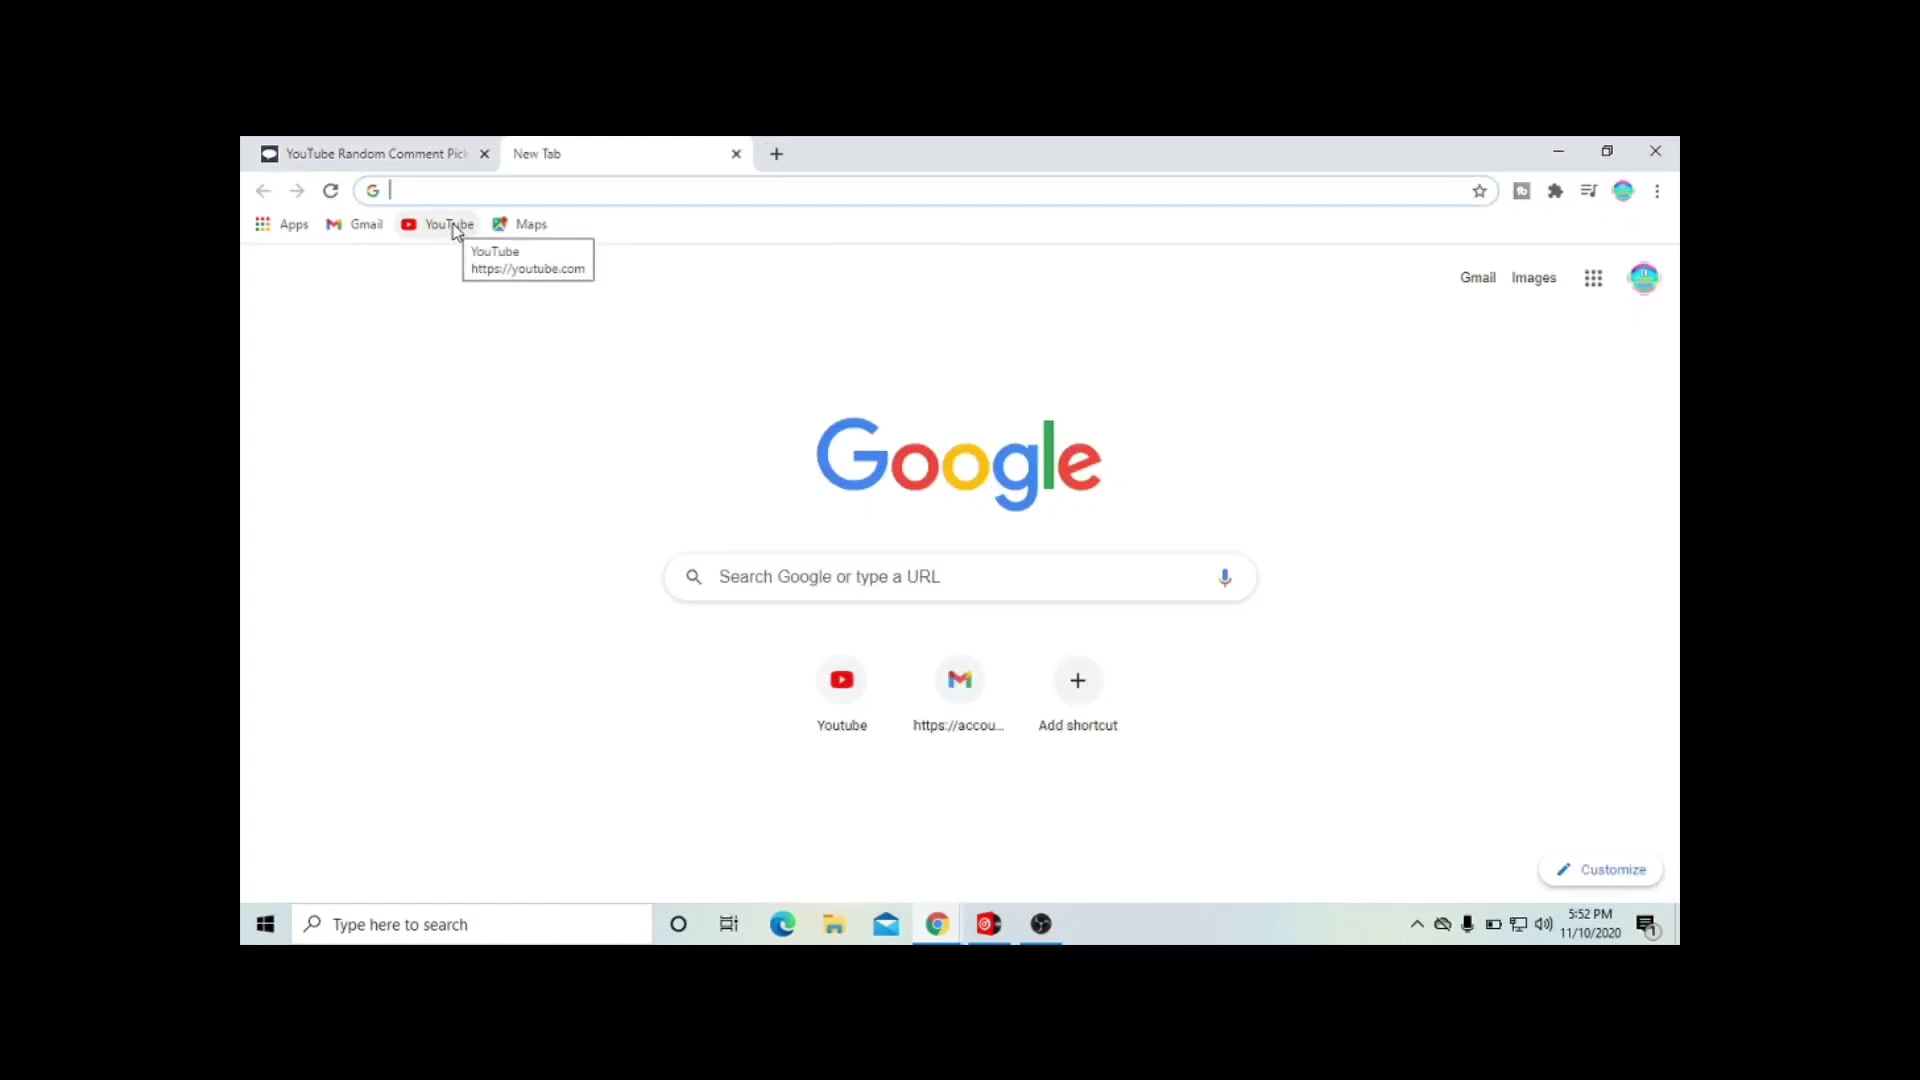 YouTube Random Comment Pick
New Tab
Apps
Gmail
YouTube
Maps
YouTube
https://youtube.com
Gmail
Images
Google
Search Google or type a URL
Youtube
https://accou...
Add shortcut
Customize
Type here to search
5:52 PM
11/10/2020
1